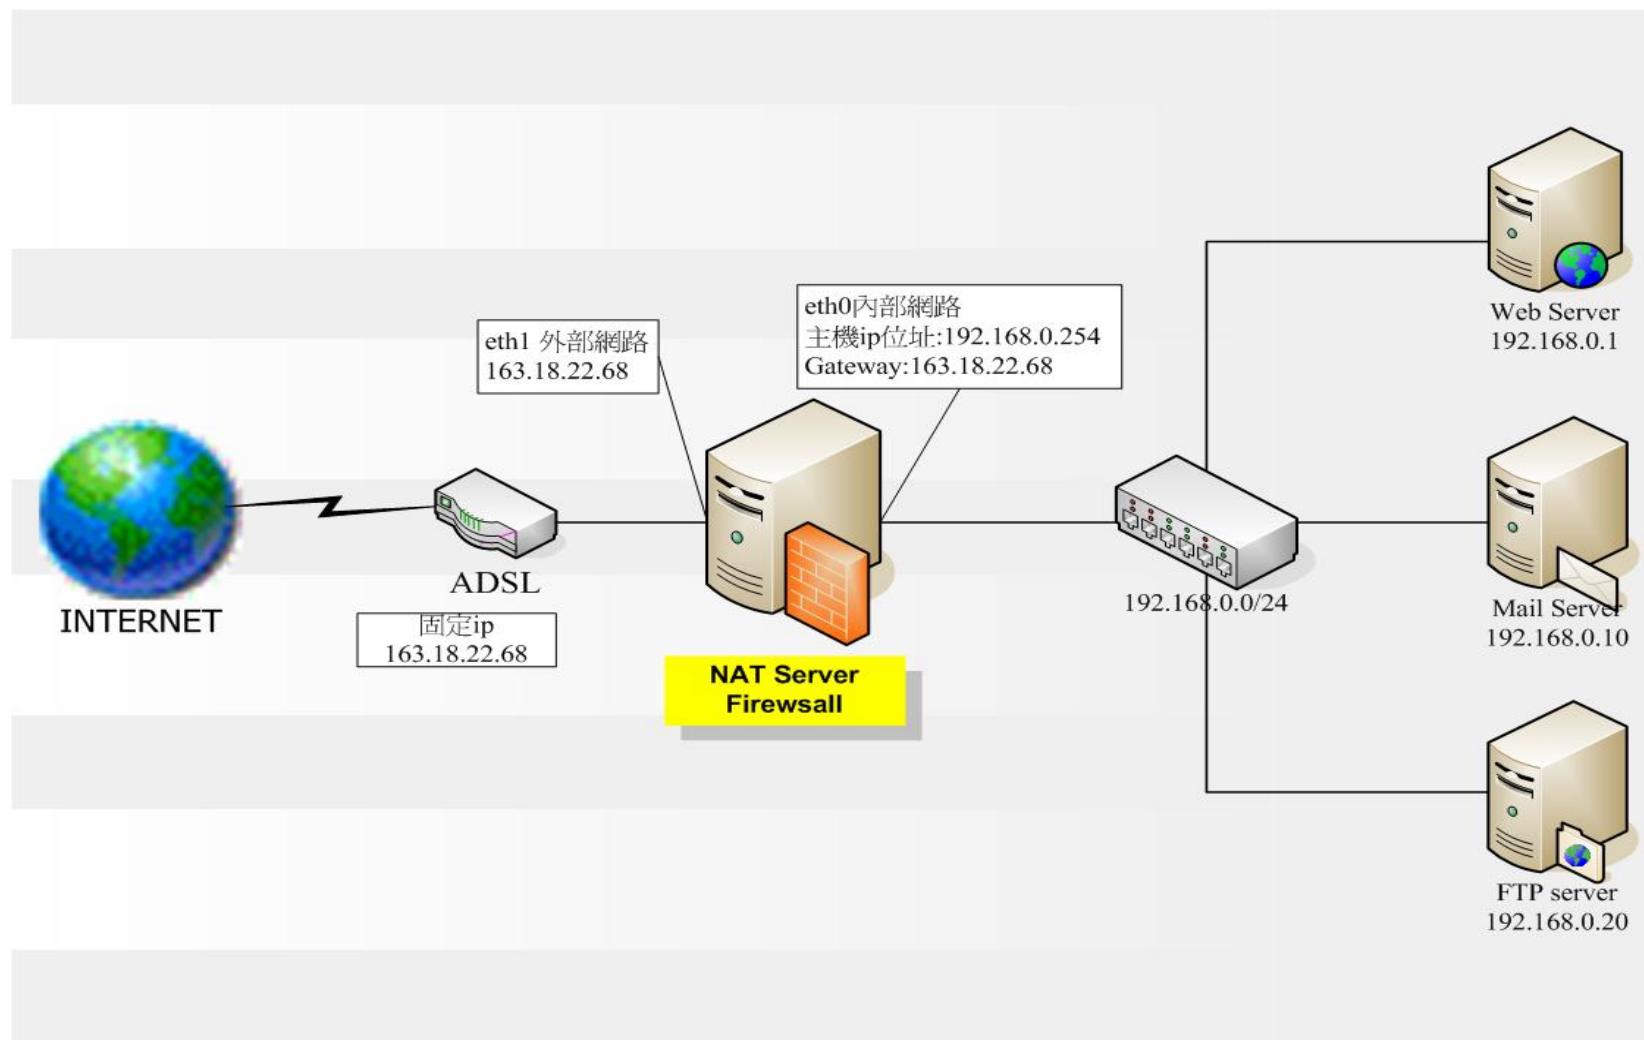 INTERNET
ADSL
固定ip
163.18.22.68
eth1 外部網路
163.18.22.68
eth0內部網路
主機ip位址:192.168.0.254
Gateway:163.18.22.68
NAT Server
Firewsall
192.168.0.0/24
Web Server
192.168.0.1
Mail Server
192.168.0.10
FTP server
192.168.0.20